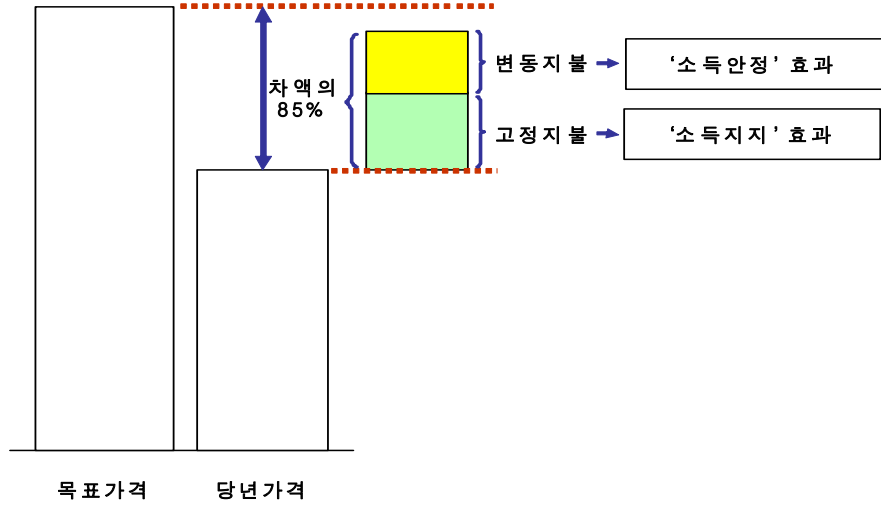 변동지불
‘소득안정’ 효과
차액의
85%
고정지불
‘소득지지’ 효과
목표가격
당년가격